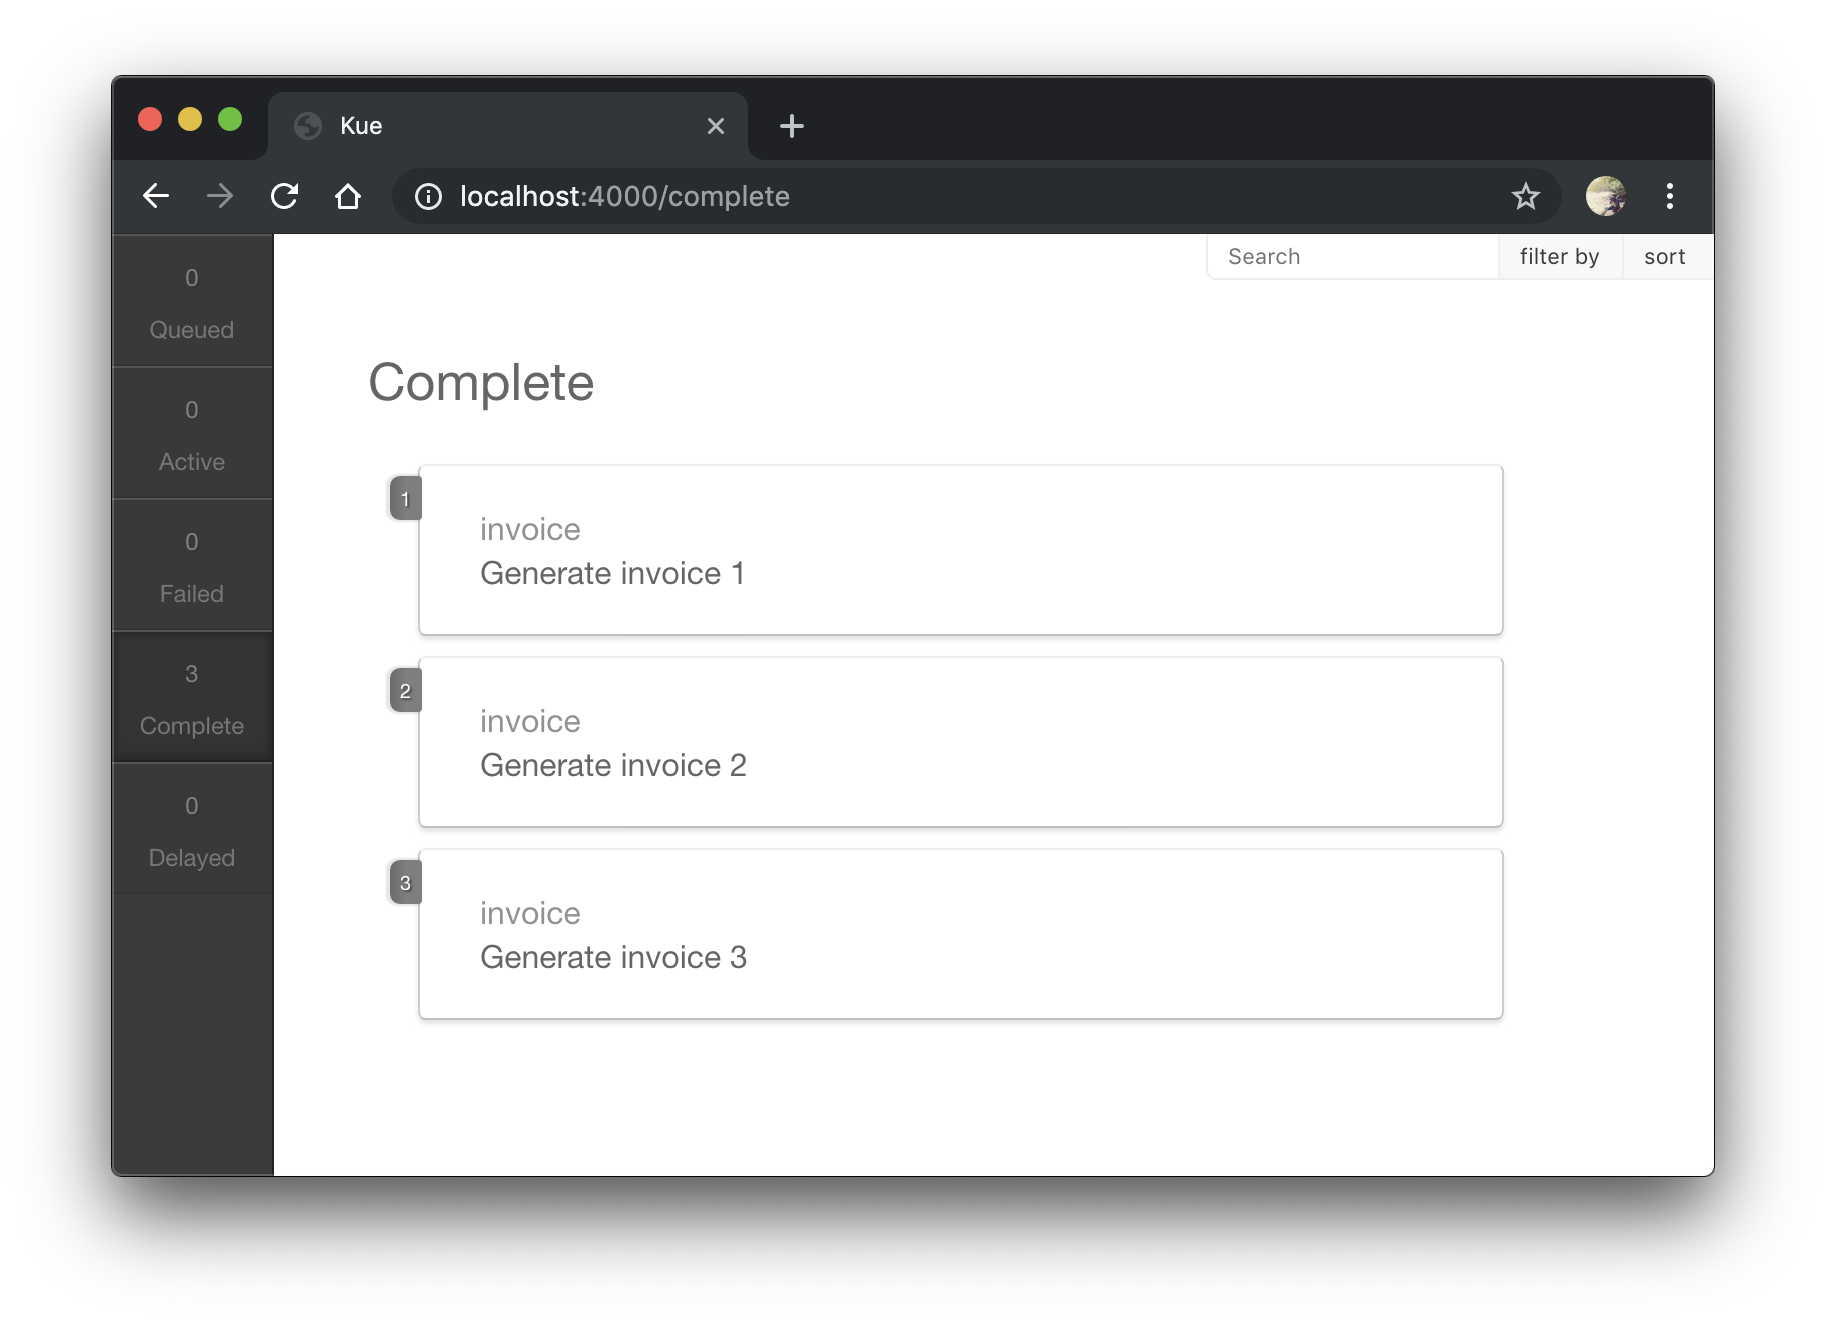 Kue
localhost:4000/complete
Search filter by sort
0
Queued
0
Active
0
Failed
3
Complete
0
Delayed
Complete
1
invoice
Generate invoice 1
2
invoice
Generate invoice 2
3
invoice
Generate invoice 3